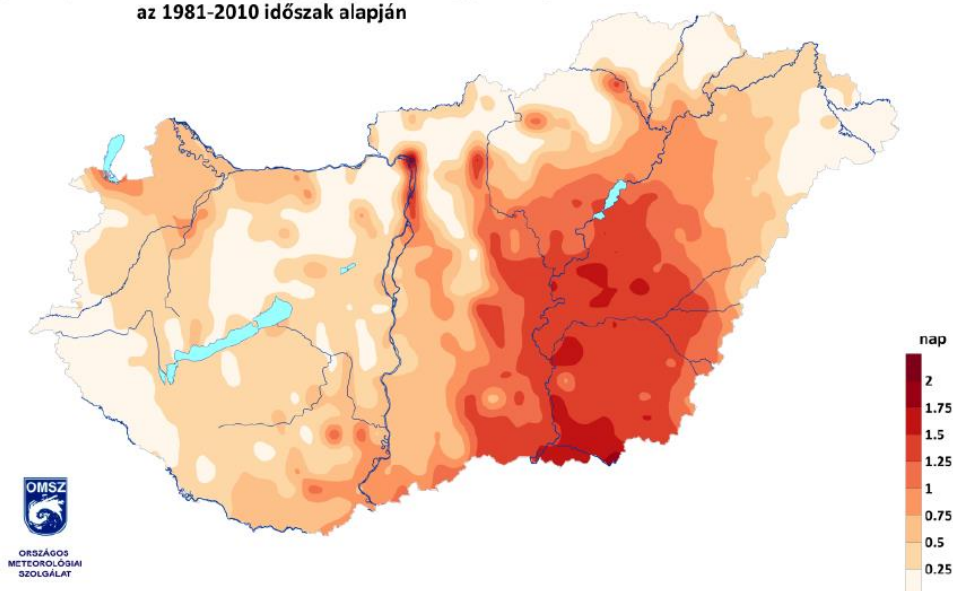 az 1981-2010 időszak alapján
nap
2
1.75
1.5
1.25
1
0.75
0.5
0.25
OMSZ
ORSZÁGOS
METEOROLÓGIAI
SZOLGÁLAT